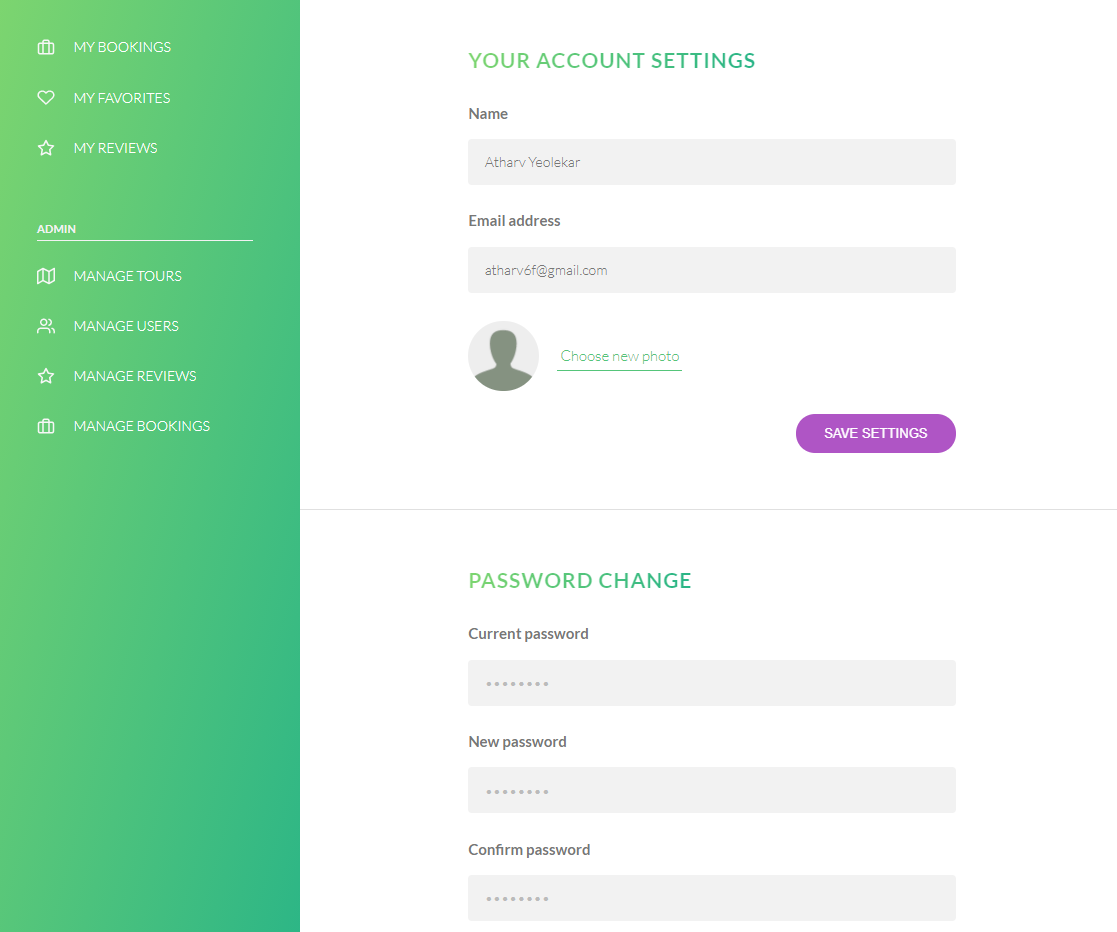 MY BOOKINGS
MY FAVORITES
MY REVIEWS
ADMIN
MANAGE TOURS
MANAGE USERS
MANAGE REVIEWS
MANAGE BOOKINGS
YOUR ACCOUNT SETTINGS
Name
Atharv Yeolekar
Email address
atharv6f@gmail.com
Choose new photo
SAVE SETTINGS
PASSWORD CHANGE
Current password
••••••••
New password
••••••••
Confirm password
••••••••